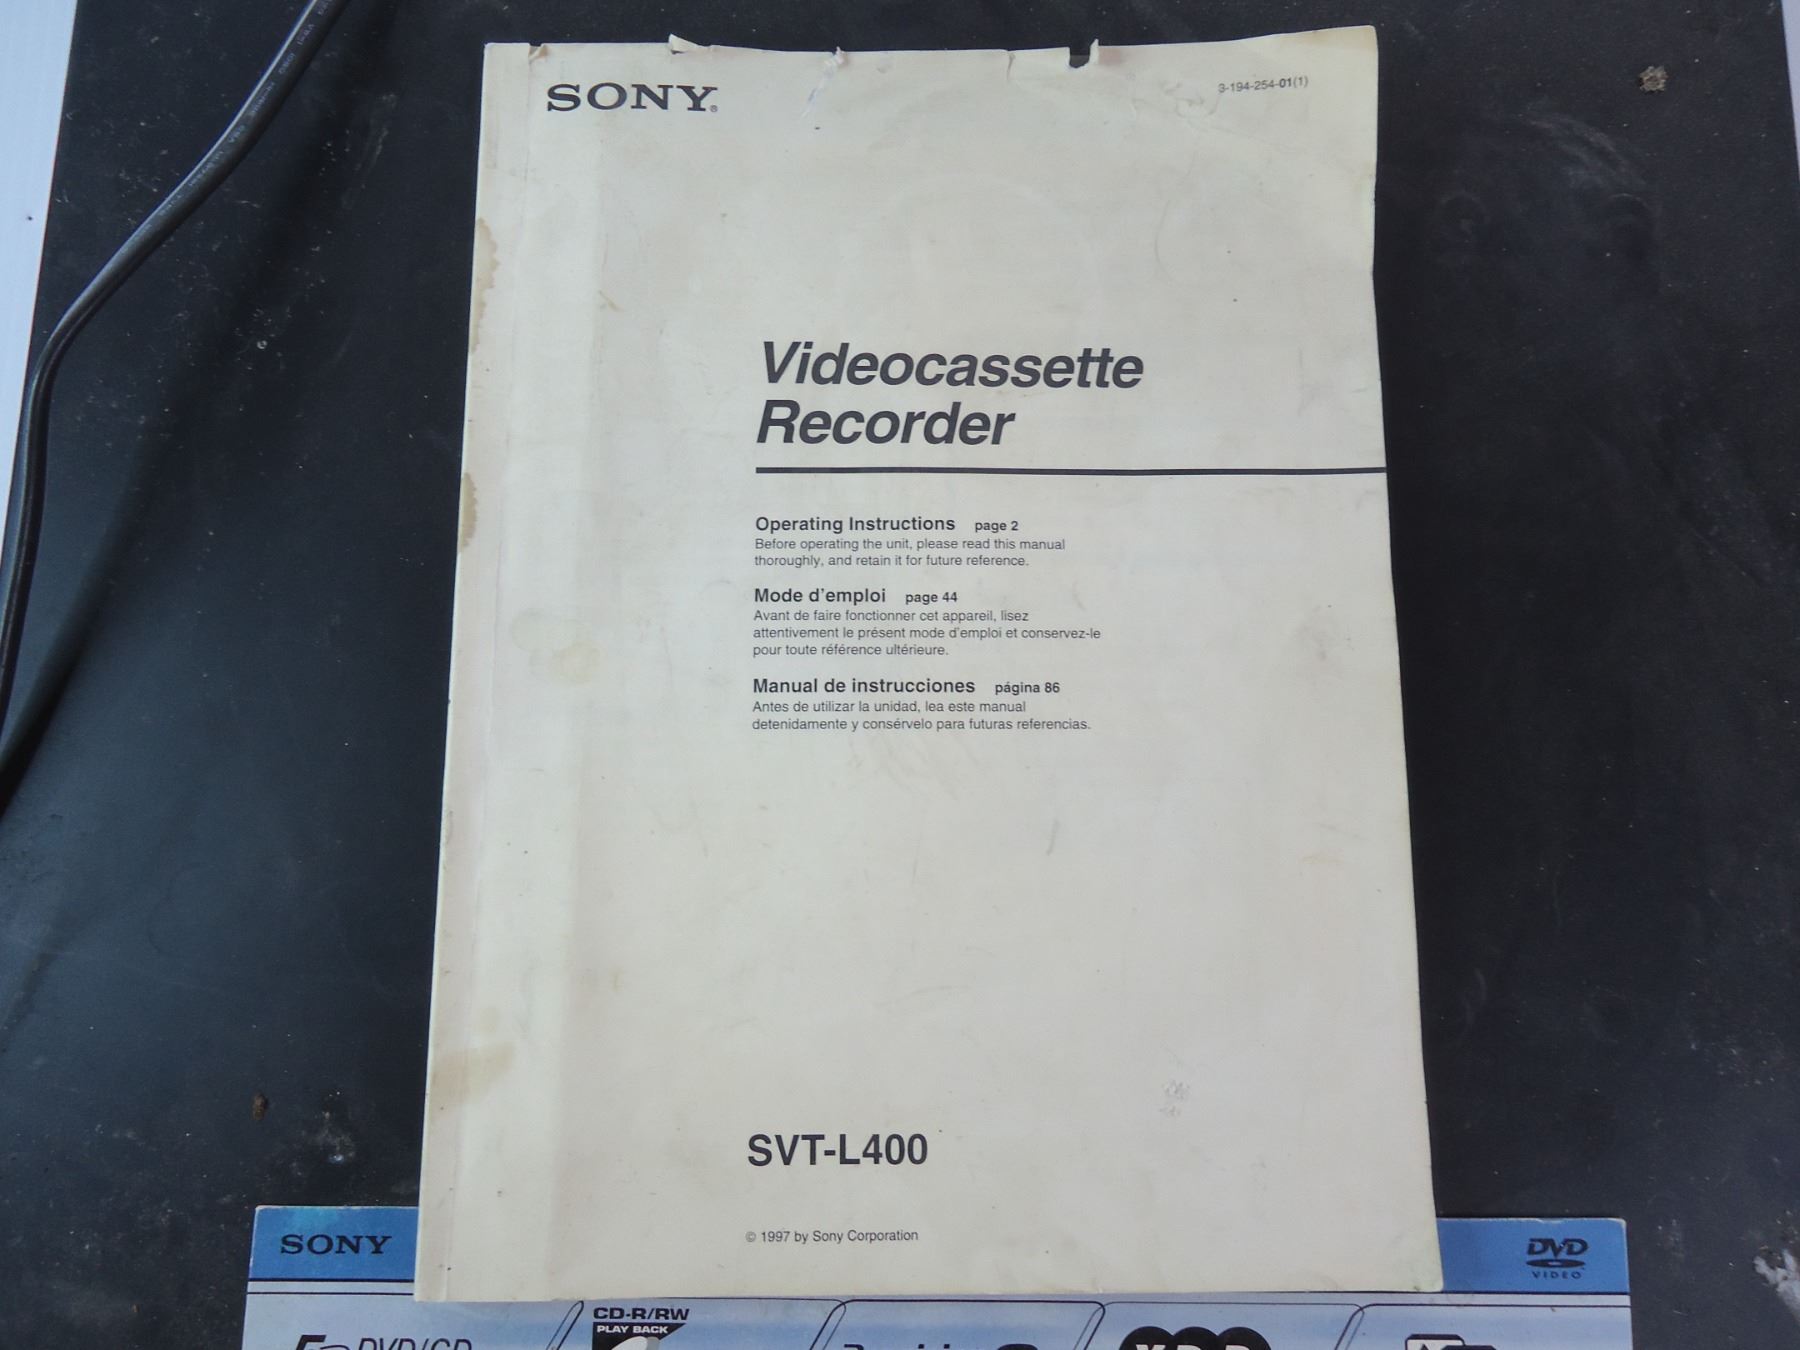 SONY®
3-194-254-01(1)
Videocassette
Recorder
Operating Instructions page 2
Before operating the unit, please read this manual
thoroughly, and retain it for future reference.
Mode d'emploi page 44
Avant de faire fonctionner cet appareil, lisez
attentivement le présent mode d'emploi et conservez-le
pour toute référence ultérieure.
Manual de instrucciones página 86
Antes de utilizar la unidad, lea este manual
detenidamente y consérvelo para futuras referencias.
SVT-L400
© 1997 by Sony Corporation
SONY
DVD
VIDEO
CD-R/RW
PLAY BACK
DVD/CD